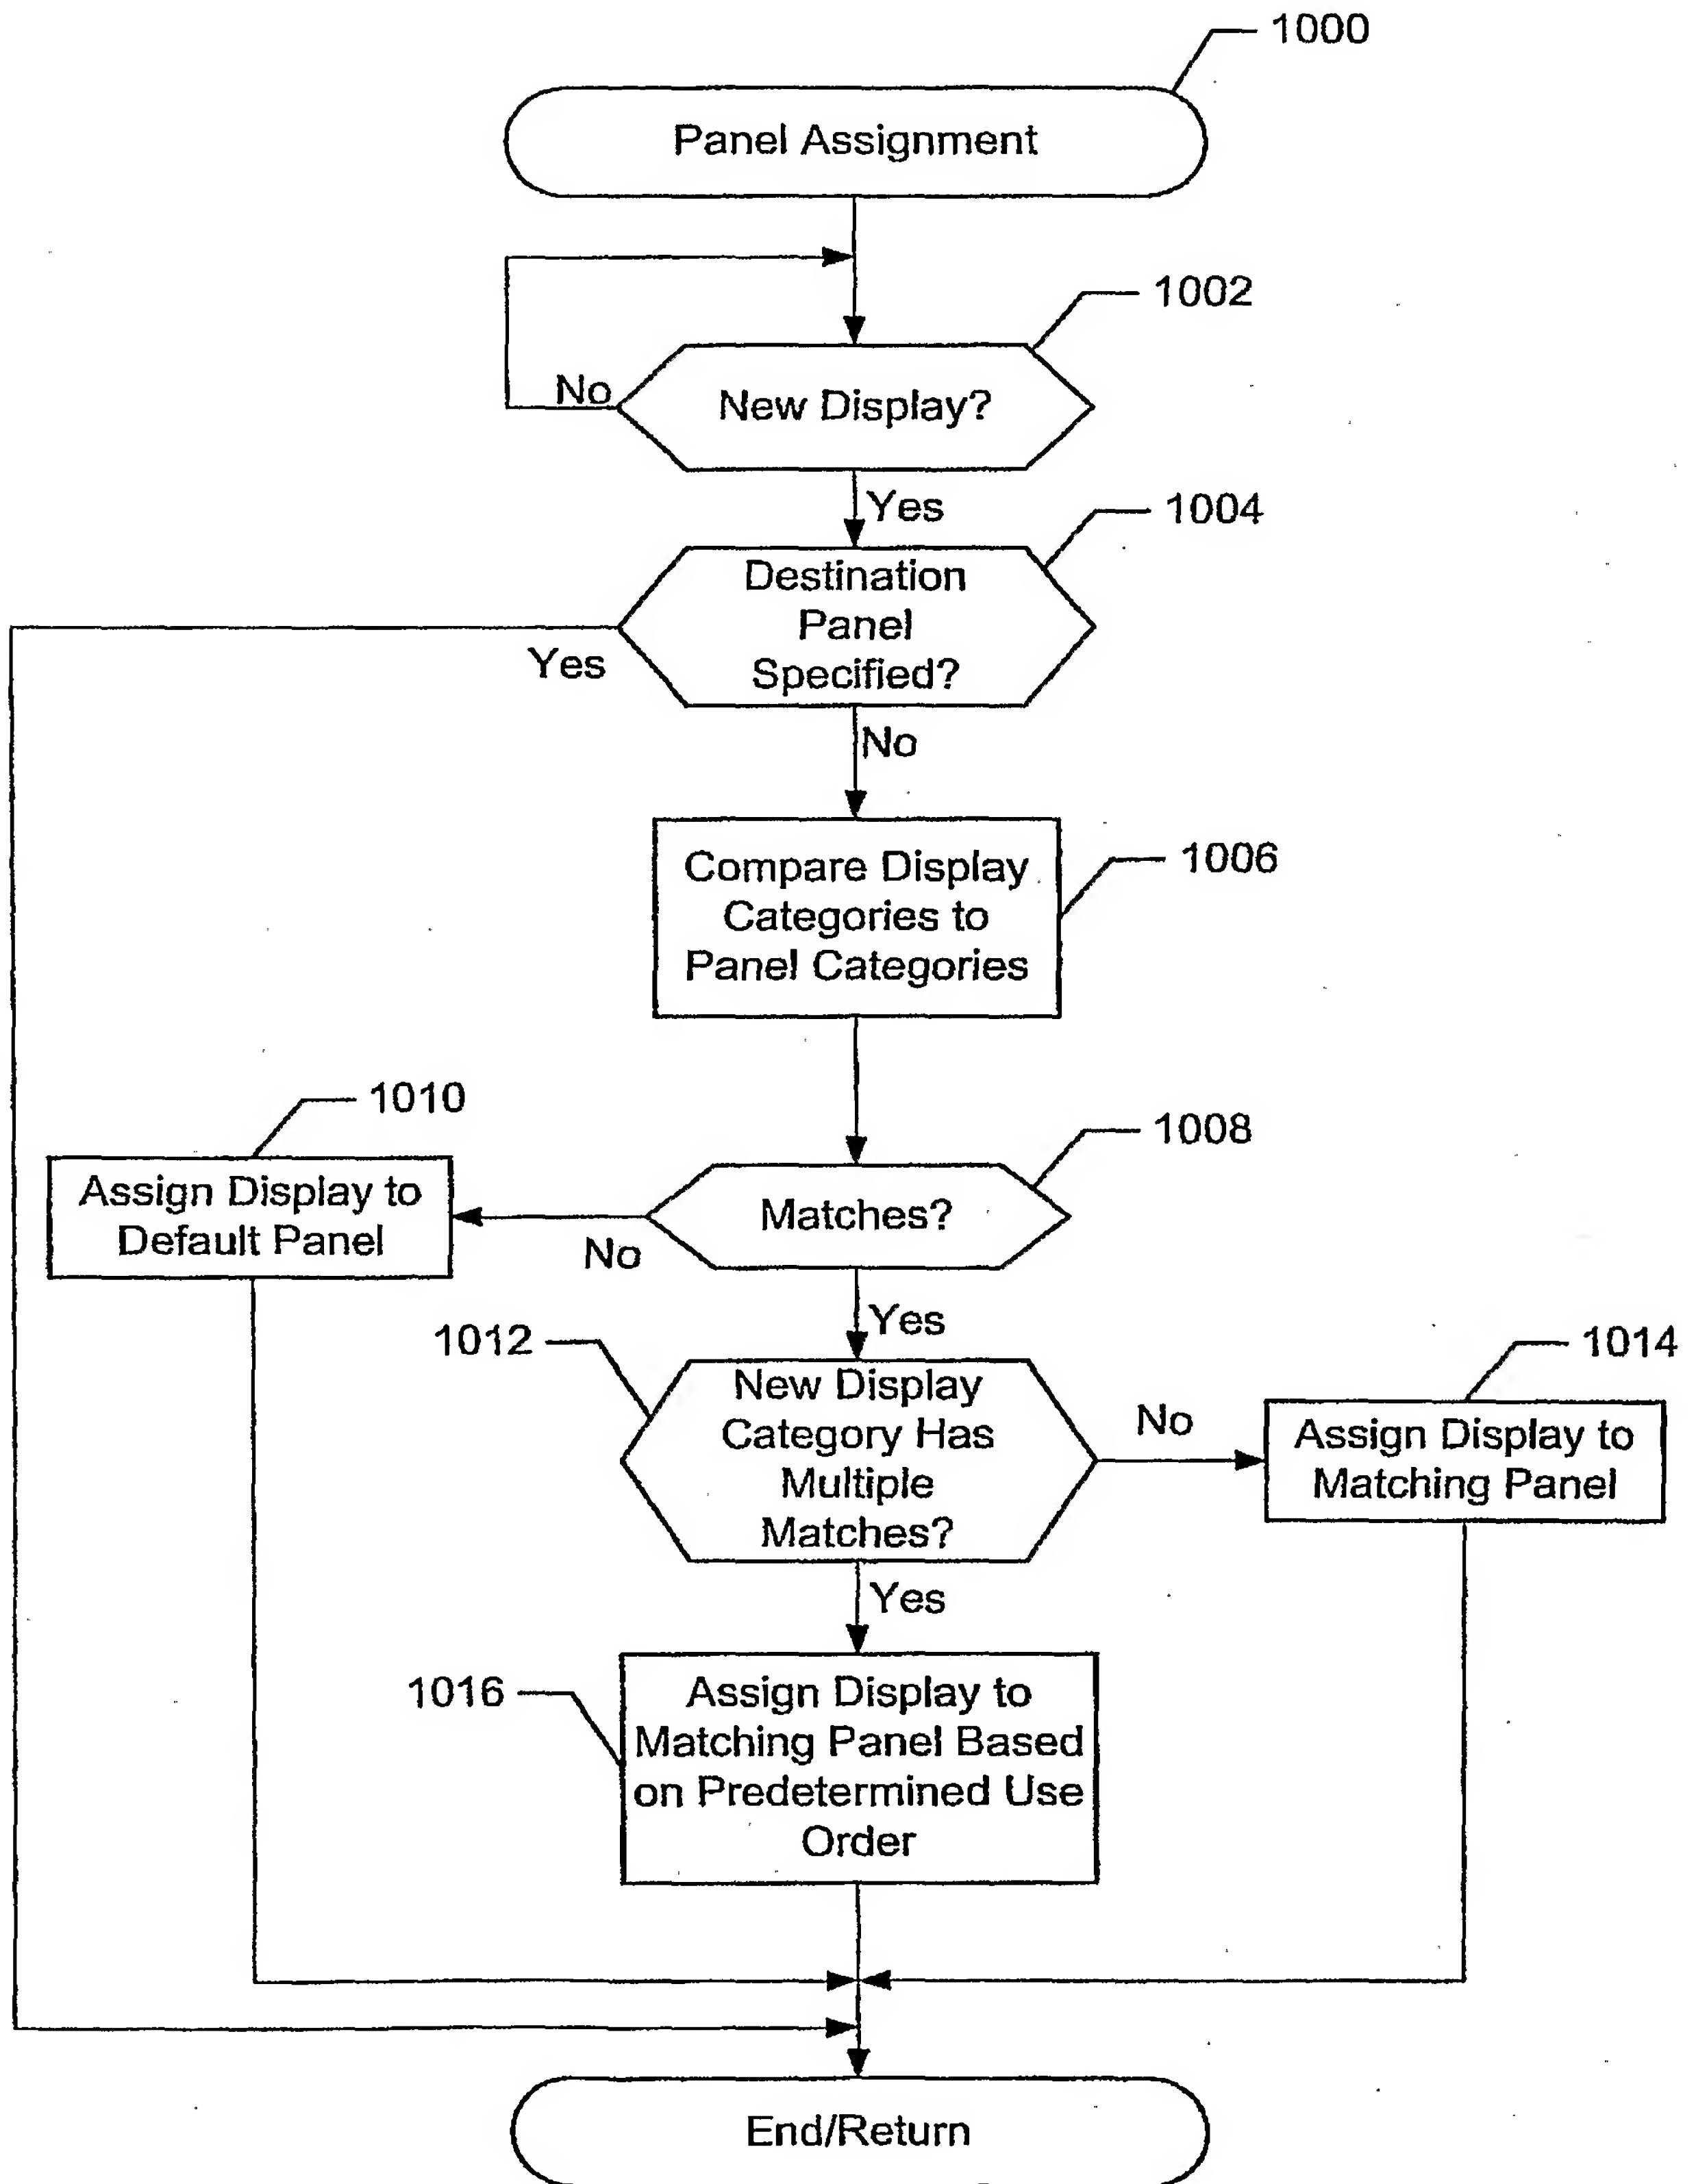 1000
Panel Assignment
1002
No
New Display?
Yes
1004
Destination
Panel
Specified?
Yes
No
Compare Display
Categories to
Panel Categories
1006
1010
1008
Assign Display to
Default Panel
Matches?
No
Yes
1012
1014
New Display
Category Has
Multiple
Matches?
No
Assign Display to
Matching Panel
Yes
1016
Assign Display to
Matching Panel Based
on Predetermined Use
Order
End/Return